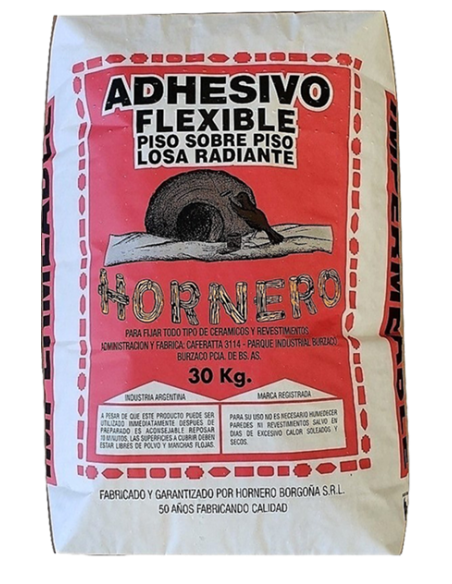 ADHESIVO
FLEXIBLE
PISO SOBRE PISO
LOSA RADIANTE
HORNERO
PARA FIJAR TODO TIPO DE CERAMICOS Y REVESTIMENTOS
ADMINISTRACION Y FABRICA: CAFERATTA 3114 - PARQUE INDUSTRIAL BURZACO
BURZACO PCIA. DE BS. AS.
30 Kg.
INDUSTRIA ARGENTINA
MARCA REGISTRADA
A PESAR DE QUE ESTE PRODUCTO PUEDE SER
UTILIZADO INMEDIATAMENTE DESPUES DE
PREPARADO ES ACONSEJABLE REPOSAR
10 MINUTOS, LAS SUPERFICIES A CUBRIR DEBEN
ESTAR LIBRES DE POLVO Y MANCHAS FLOJAS.
PARA SU USO NO ES NECESARIO HUMEDECER
PAREDES NI REVESTIMENTOS SALVO EN
DIAS DE EXCESIVO CALOR SOLEADOS Y
SECOS.
FABRICADO Y GARANTIZADO POR HORNERO BORGOÑA S.R.L.
50 AÑOS FABRICANDO CALIDAD
IMPERMEABLE
IMPERMEABLE